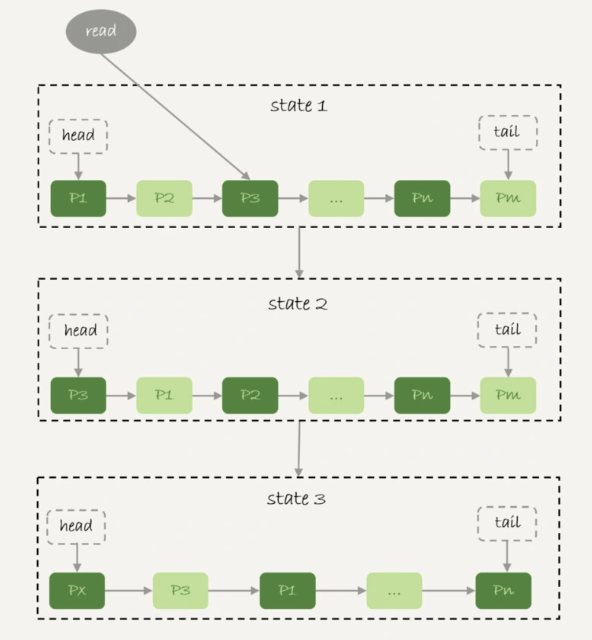 read
state 1
head
tail
P1 P2 P3 ... Pn Pm
state 2
head
tail
P3 P1 P2 ... Pn Pm
state 3
head
tail
Px P3 P1 ... Pn